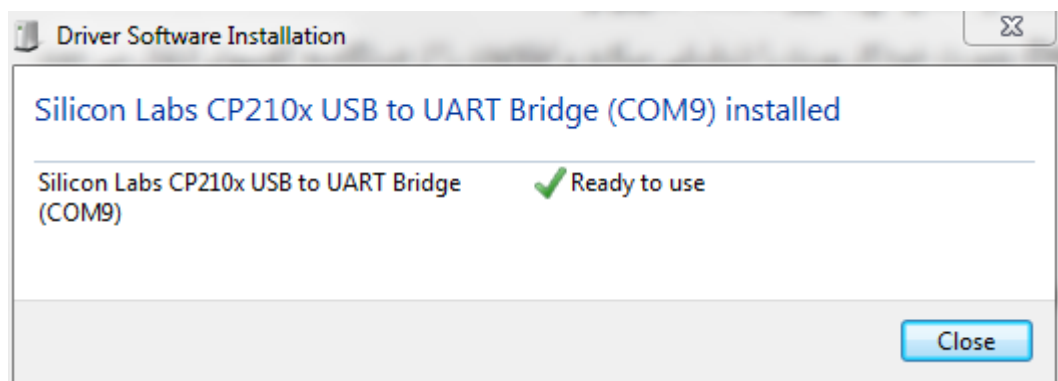 Driver Software Installation
Silicon Labs CP210x USB to UART Bridge (COM9) installed
Silicon Labs CP210x USB to UART Bridge
(COM9)
Ready to use
Close